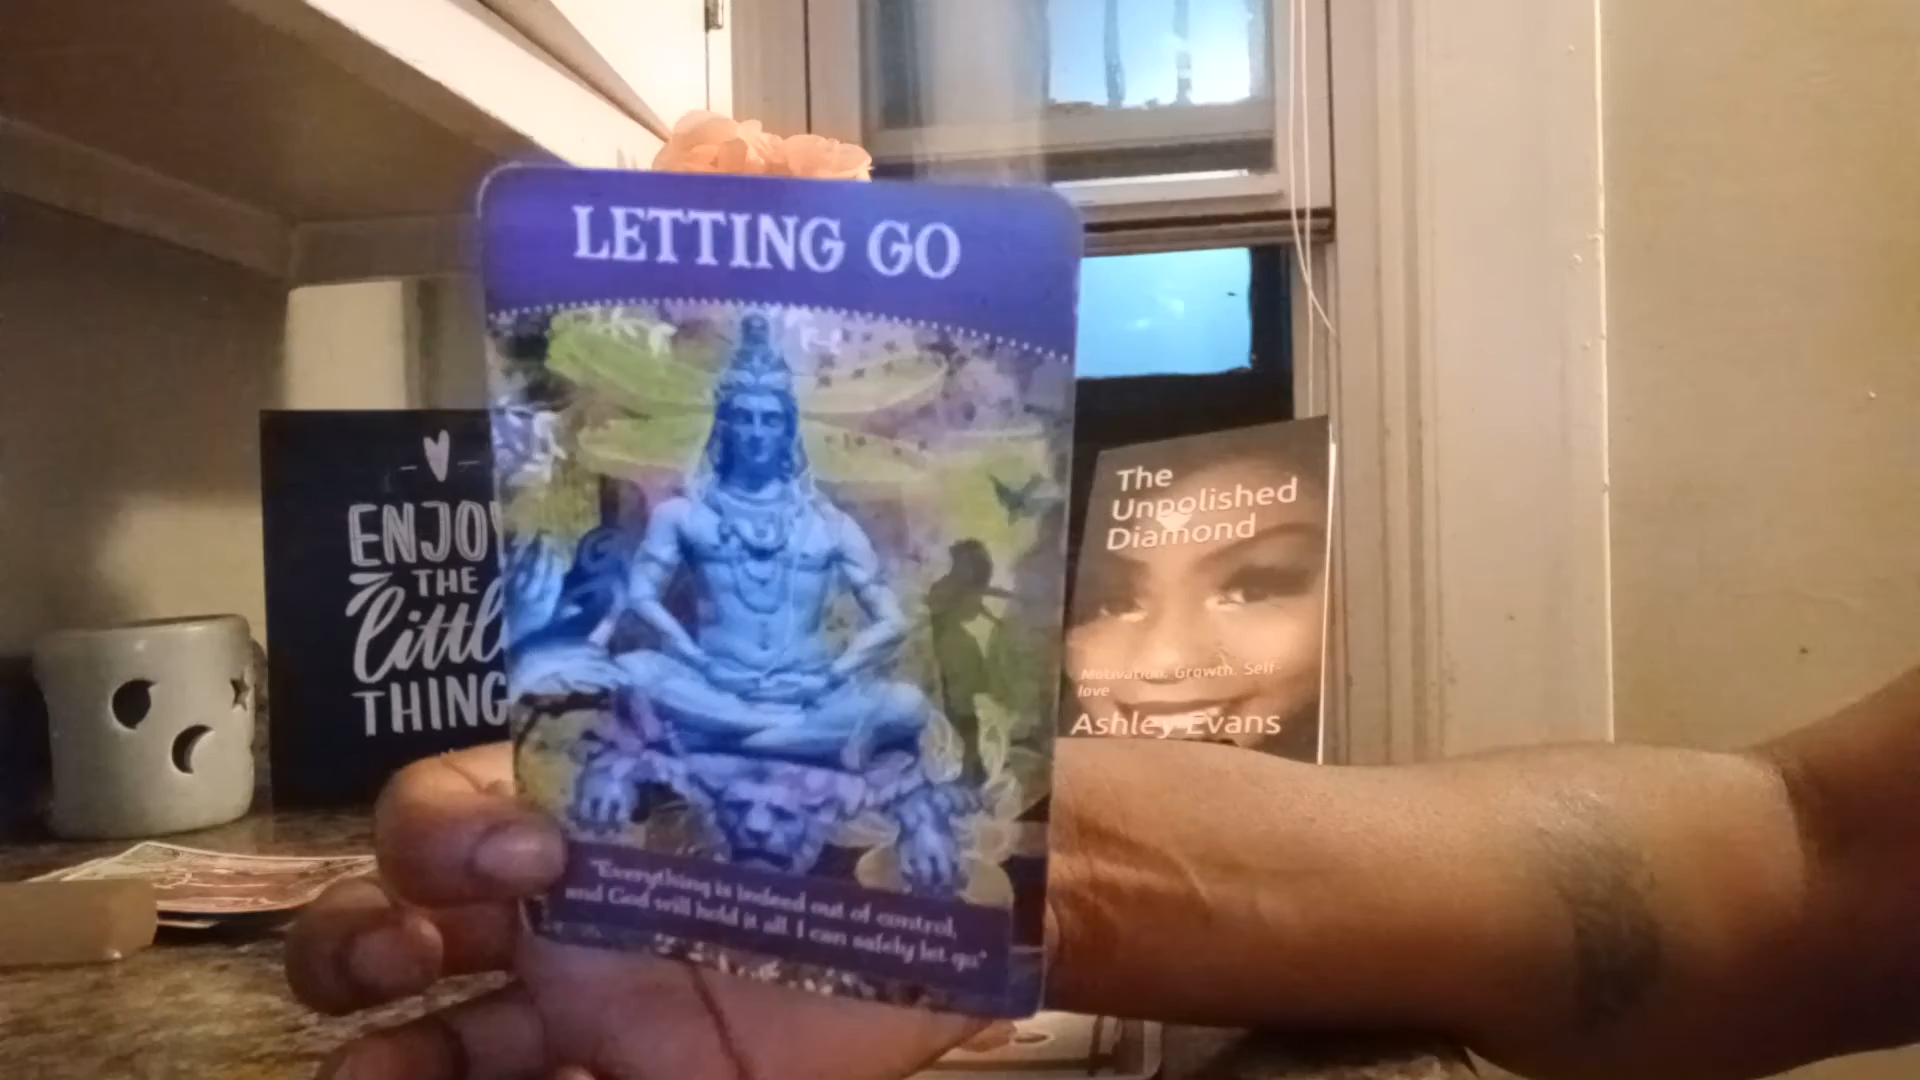 LETTING GO
"Everything is indeed out of control,
and God will hold it all. I can safely let go"
ENJOY
THE
little
THING
The
Unpolished
Diamond
Motivation. Growth. Self-
love
Ashley Evans